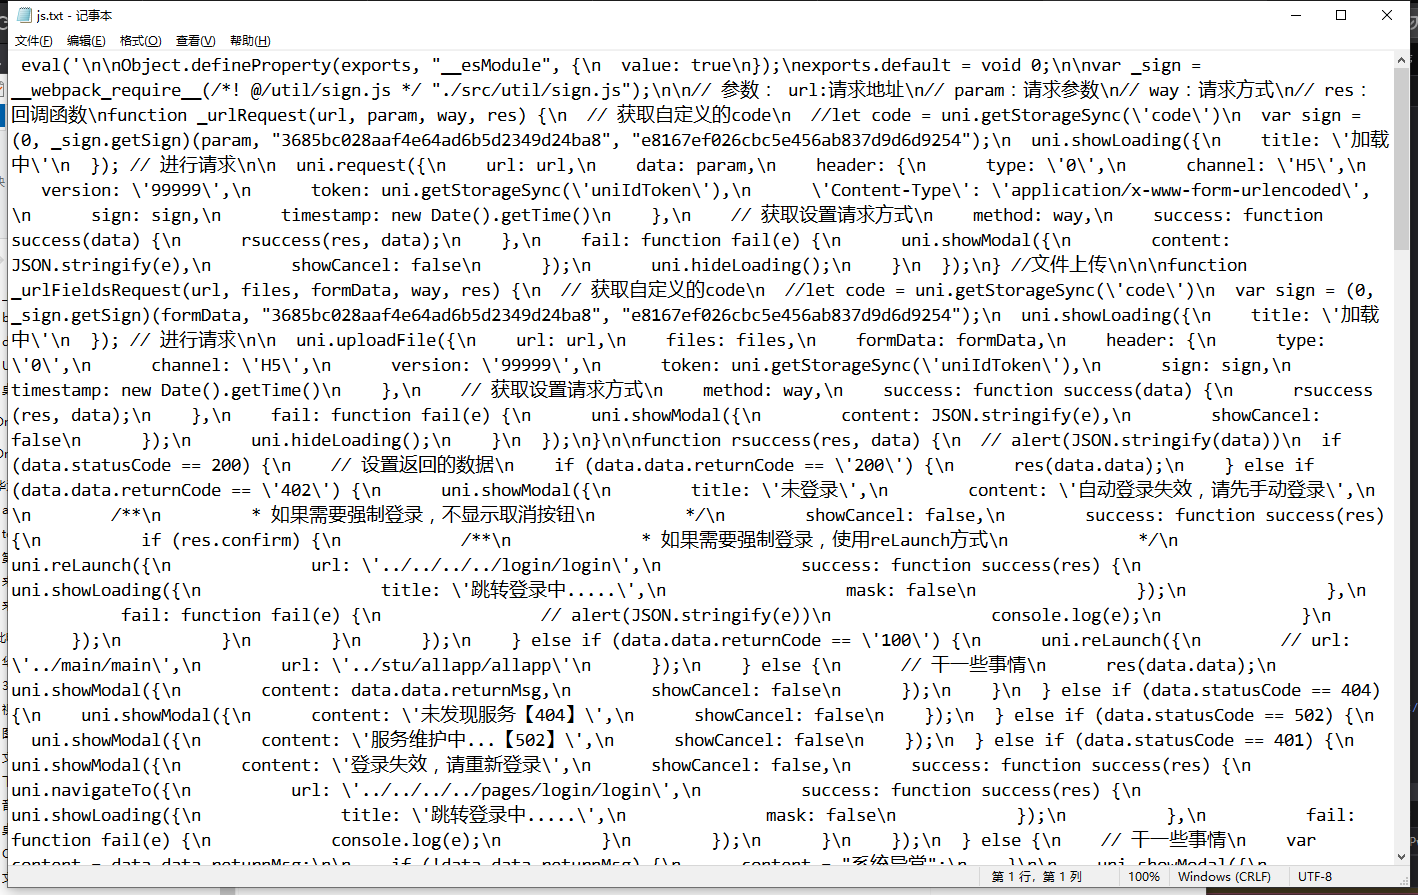 js.txt - 记事本
文件(F) 编辑(E) 格式(O) 查看(V) 帮助(H)
eval('\n\nObject.defineProperty(exports, "__esModule", {\n  value: true\n});\nexports.default = void 0;\n\nvar _sign =
__webpack_require__(/*! @/util/sign.js */ "./src/util/sign.js");\n\n// 参数： url:请求地址\n// param：请求参数\n// way：请求方式\n// res：
回调函数\nfunction _urlRequest(url, param, way, res) {\n  // 获取自定义的code\n  //let code = uni.getStorageSync(\'code\')\n  var sign =
(0, _sign.getSign)(param, "3685bc028aaf4e64ad6b5d2349d24ba8", "e8167ef026cbc5e456ab837d9d6d9254");\n  uni.showLoading({\n    title: \'加载
中\'\n  }); // 进行请求\n\n  uni.request({\n    url: url,\n    data: param,\n    header: {\n      type: \'0\',\n      channel: \'H5\',\n
version: \'99999\',\n      token: uni.getStorageSync(\'uniIdToken\'),\n      \'Content-Type\': \'application/x-www-form-urlencoded\',
\n      sign: sign,\n      timestamp: new Date().getTime()\n    },\n    // 获取设置请求方式\n    method: way,\n    success: function
success(data) {\n      rsuccess(res, data);\n    },\n    fail: function fail(e) {\n      uni.showModal({\n        content:
JSON.stringify(e),\n        showCancel: false\n      });\n      uni.hideLoading();\n    }\n  });\n} //文件上传\n\n\nfunction
_urlFieldsRequest(url, files, formData, way, res) {\n  // 获取自定义的code\n  //let code = uni.getStorageSync(\'code\')\n  var sign = (0,
_sign.getSign)(formData, "3685bc028aaf4e64ad6b5d2349d24ba8", "e8167ef026cbc5e456ab837d9d6d9254");\n  uni.showLoading({\n    title: \'加载
中\'\n  }); // 进行请求\n\n  uni.uploadFile({\n    url: url,\n    files: files,\n    formData: formData,\n    header: {\n      type:
\'0\',\n      channel: \'H5\',\n      version: \'99999\',\n      token: uni.getStorageSync(\'uniIdToken\'),\n      sign: sign,\n
timestamp: new Date().getTime()\n    },\n    // 获取设置请求方式\n    method: way,\n    success: function success(data) {\n      rsuccess
(res, data);\n    },\n    fail: function fail(e) {\n      uni.showModal({\n        content: JSON.stringify(e),\n        showCancel:
false\n      });\n      uni.hideLoading();\n    }\n  });\n}\n\nfunction rsuccess(res, data) {\n  // alert(JSON.stringify(data))\n  if
(data.statusCode == 200) {\n    // 设置返回的数据\n    if (data.data.returnCode == \'200\') {\n      res(data.data);\n    } else if
(data.data.returnCode == \'402\') {\n      uni.showModal({\n        title: \'未登录\',\n        content: \'自动登录失效，请先手动登录\',\n
\n        /**\n         * 如果需要强制登录，不显示取消按钮\n         */\n        showCancel: false,\n        success: function success(res)
{\n          if (res.confirm) {\n            /**\n             * 如果需要强制登录，使用reLaunch方式\n             */\n
uni.reLaunch({\n              url: \'../../../../login/login\',\n              success: function success(res) {\n
uni.showLoading({\n                  title: \'跳转登录中.....\',\n                  mask: false\n                });\n              },\n
fail: function fail(e) {\n                // alert(JSON.stringify(e))\n                console.log(e);\n              }\n
});\n          }\n        }\n      });\n    } else if (data.data.returnCode == \'100\') {\n      uni.reLaunch({\n        // url:
\'../main/main\',\n        url: \'../stu/allapp/allapp\'\n      });\n    } else {\n      // 干一些事情\n      res(data.data);\n
uni.showModal({\n        content: data.data.returnMsg,\n        showCancel: false\n      });\n    }\n  } else if (data.statusCode == 404)
{\n    uni.showModal({\n      content: \'未发现服务【404】\',\n      showCancel: false\n    });\n  } else if (data.statusCode == 502) {\n
uni.showModal({\n      content: \'服务维护中...【502】\',\n      showCancel: false\n    });\n  } else if (data.statusCode == 401) {\n
uni.showModal({\n      content: \'登录失效，请重新登录\',\n      showCancel: false,\n      success: function success(res) {\n
uni.navigateTo({\n          url: \'../../../../pages/login/login\',\n          success: function success(res) {\n
uni.showLoading({\n              title: \'跳转登录中.....\',\n              mask: false\n            });\n          },\n          fail:
function fail(e) {\n            console.log(e);\n          }\n        });\n      }\n    });\n  } else {\n    // 干一些事情\n    var
content = data.data.returnMsg;\n\n    if (!data.data.returnMsg) {\n      content = "系统异常";\n    }\n\n    uni.showModal({\n
第 1 行，第 1 列 100% Windows (CRLF) UTF-8